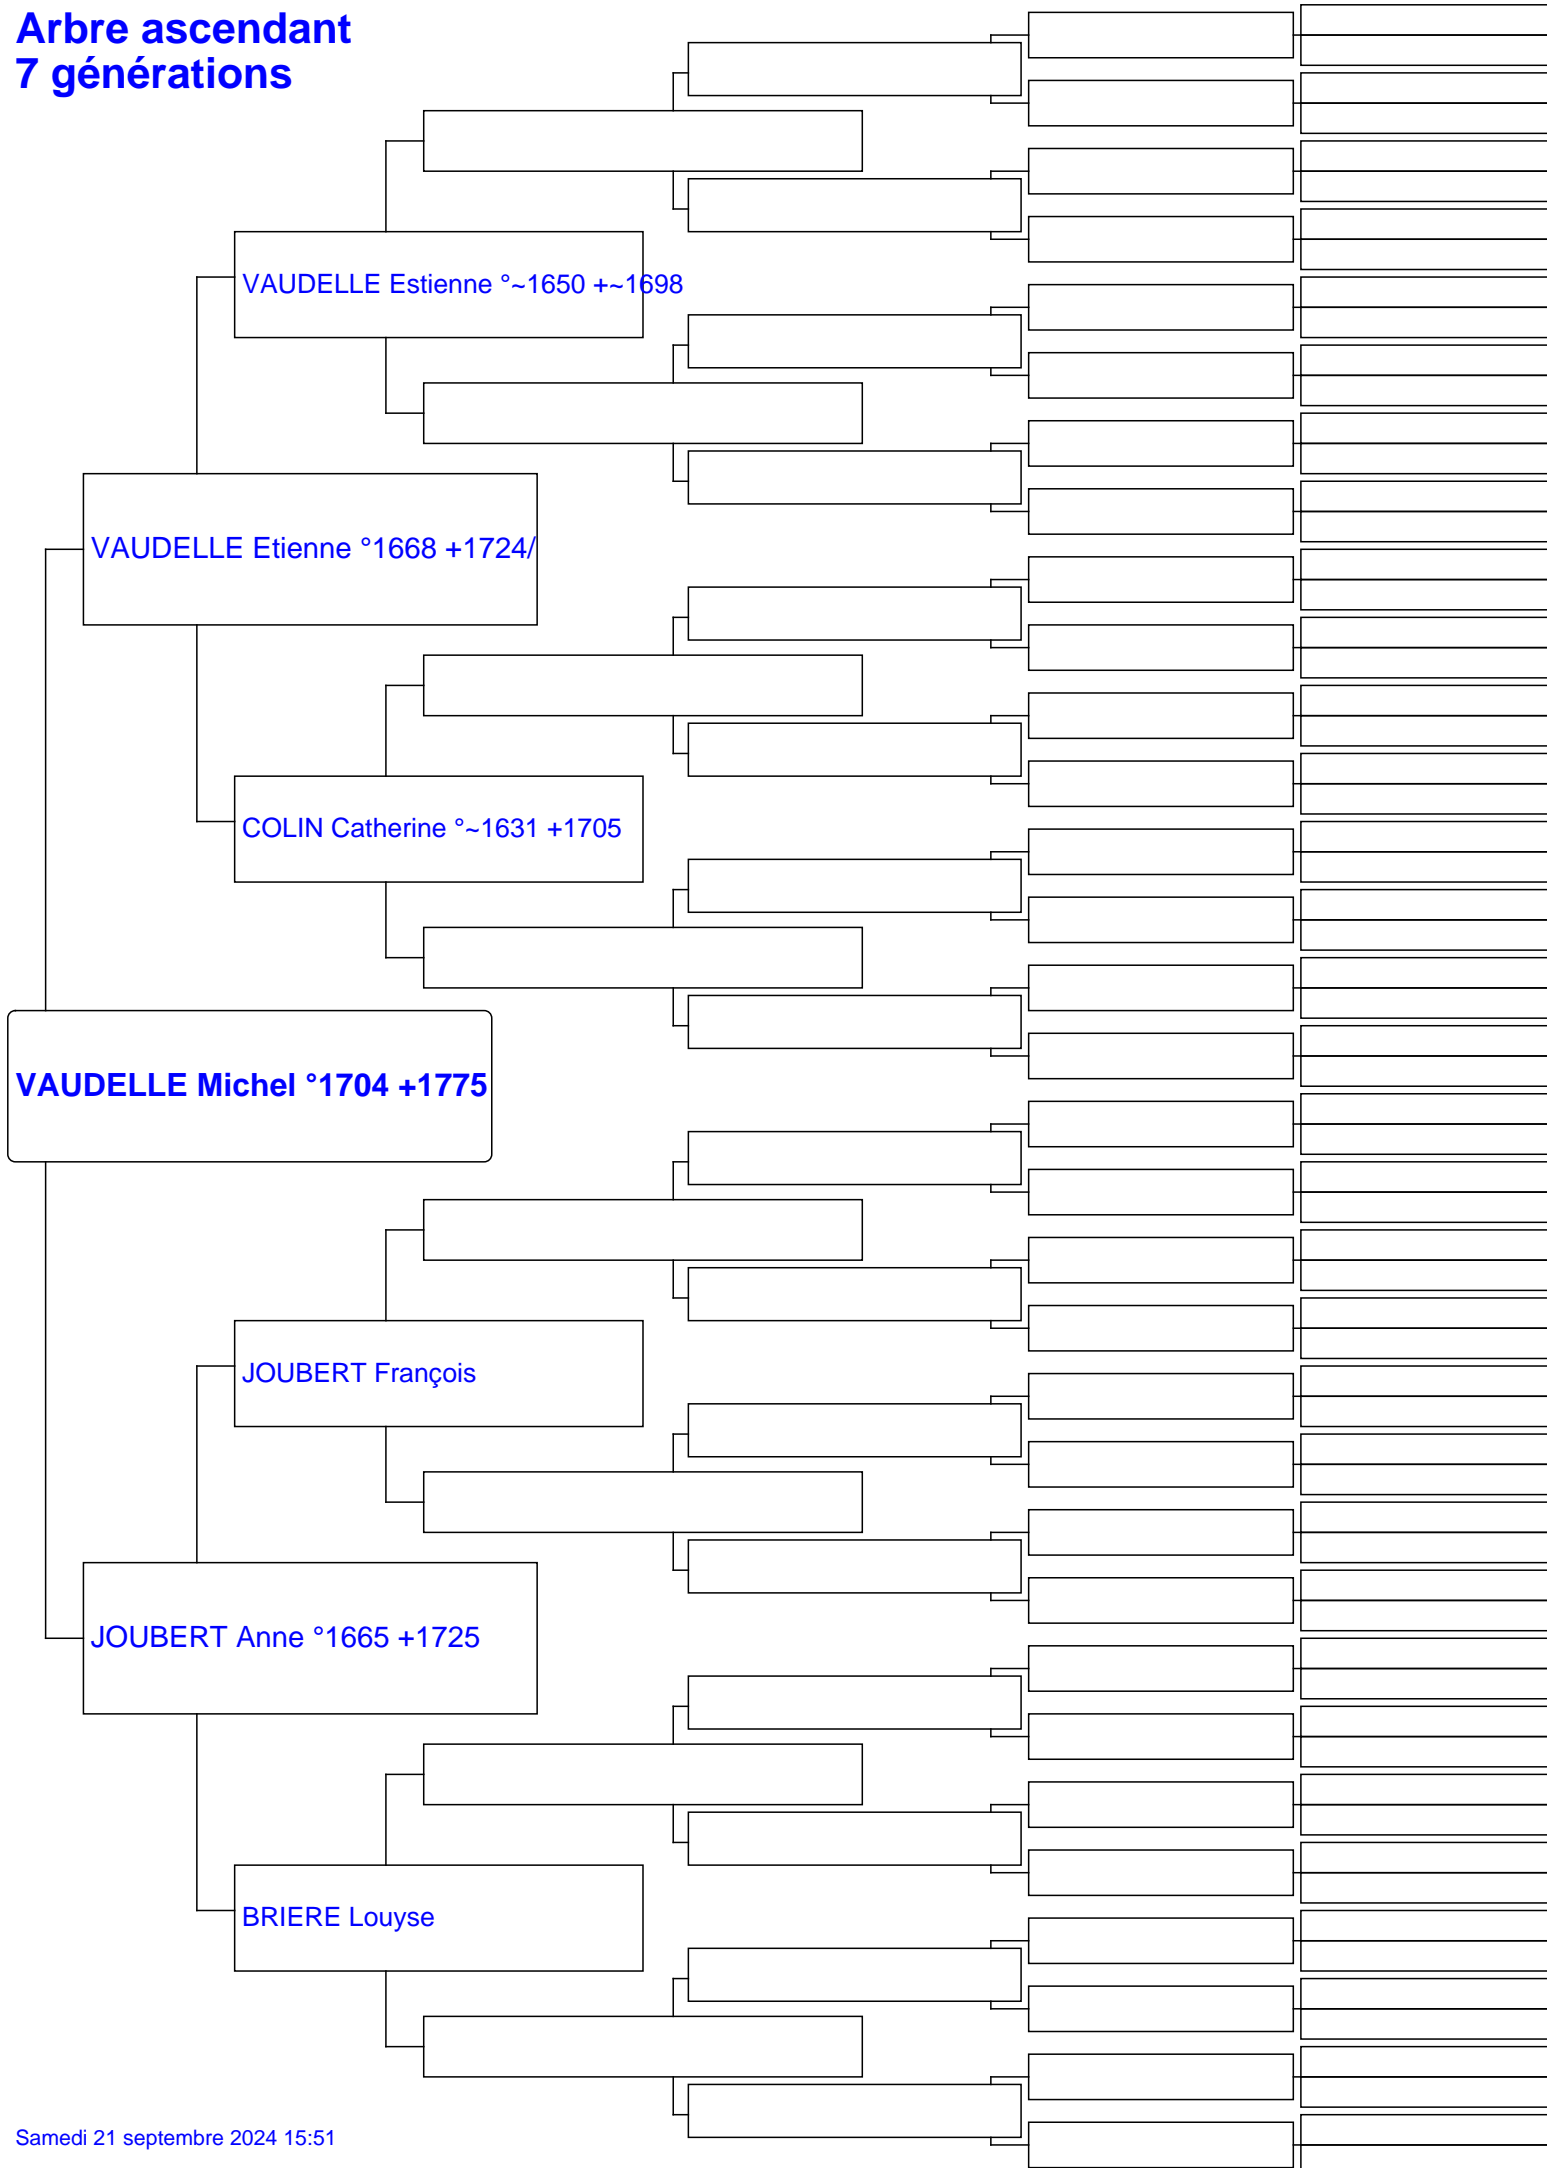 Arbre ascendant
7 générations
VAUDELLE Estienne °~1650 +~1698
VAUDELLE Etienne °1668 +1724/
COLIN Catherine °~1631 +1705
VAUDELLE Michel °1704 +1775
JOUBERT François
JOUBERT Anne °1665 +1725
BRIERE Louyse
Samedi 21 septembre 2024 15:51